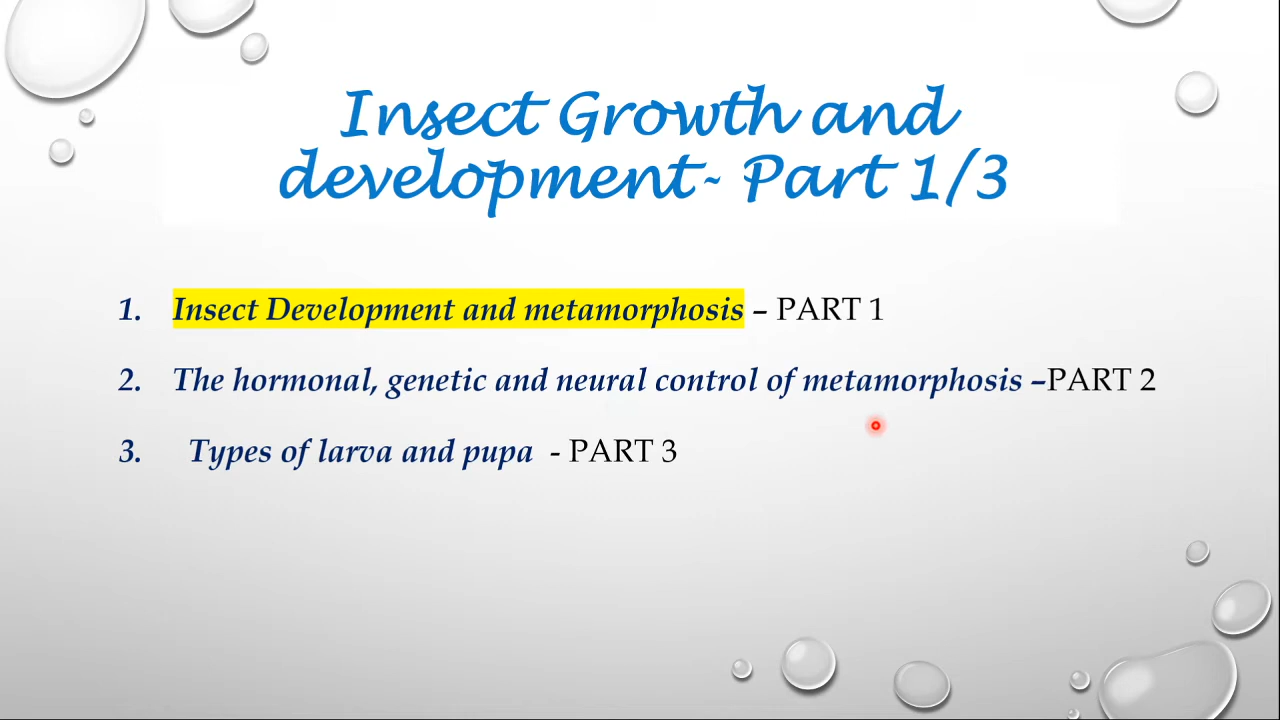 Insect Growth and
development- Part 1/3
1. Insect Development and metamorphosis – PART 1
2. The hormonal, genetic and neural control of metamorphosis –PART 2
3. Types of larva and pupa - PART 3